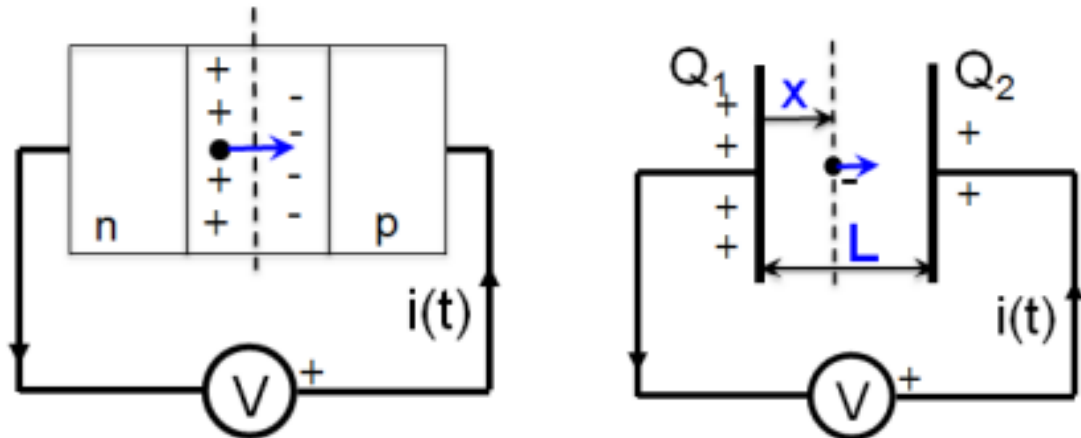 n
+
+
+
+
-
-
-
-
p
i(t)
V
+
Q1
+
+
+
+
x
-
L
Q2
+
+
i(t)
V
+